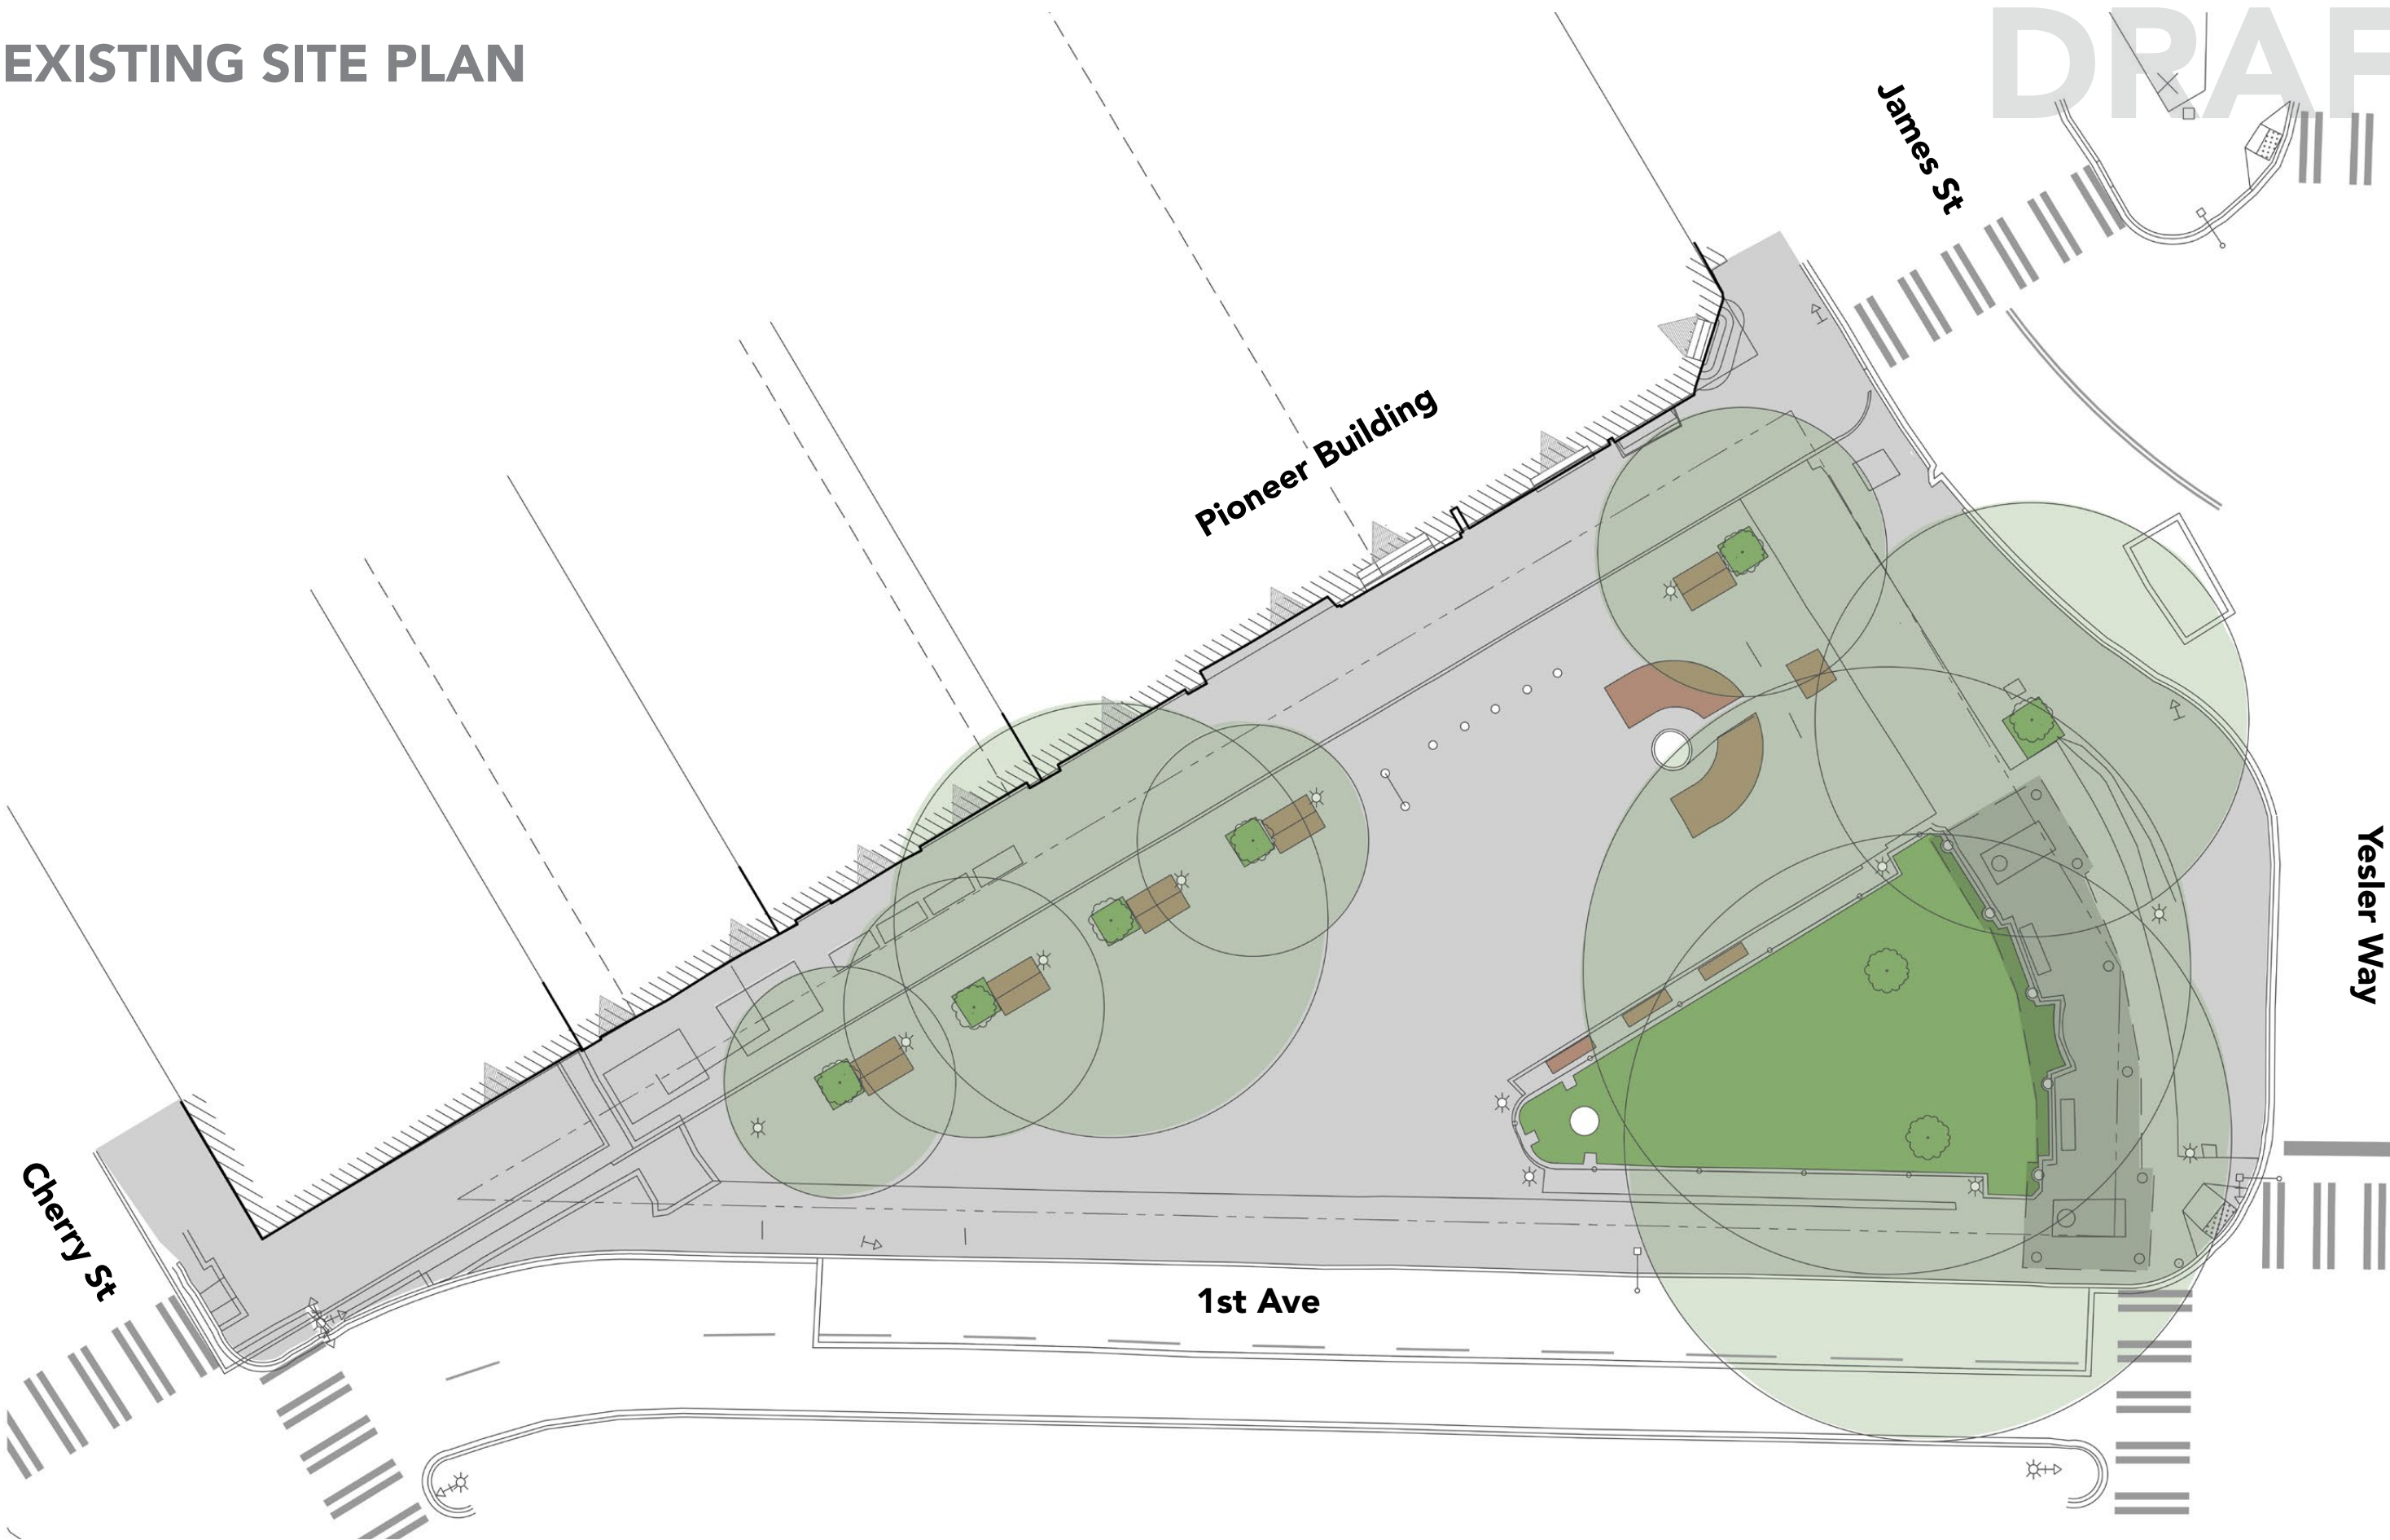 EXISTING SITE PLAN
DRAF
James St
Pioneer Building
Yesler Way
Cherry St
1st Ave